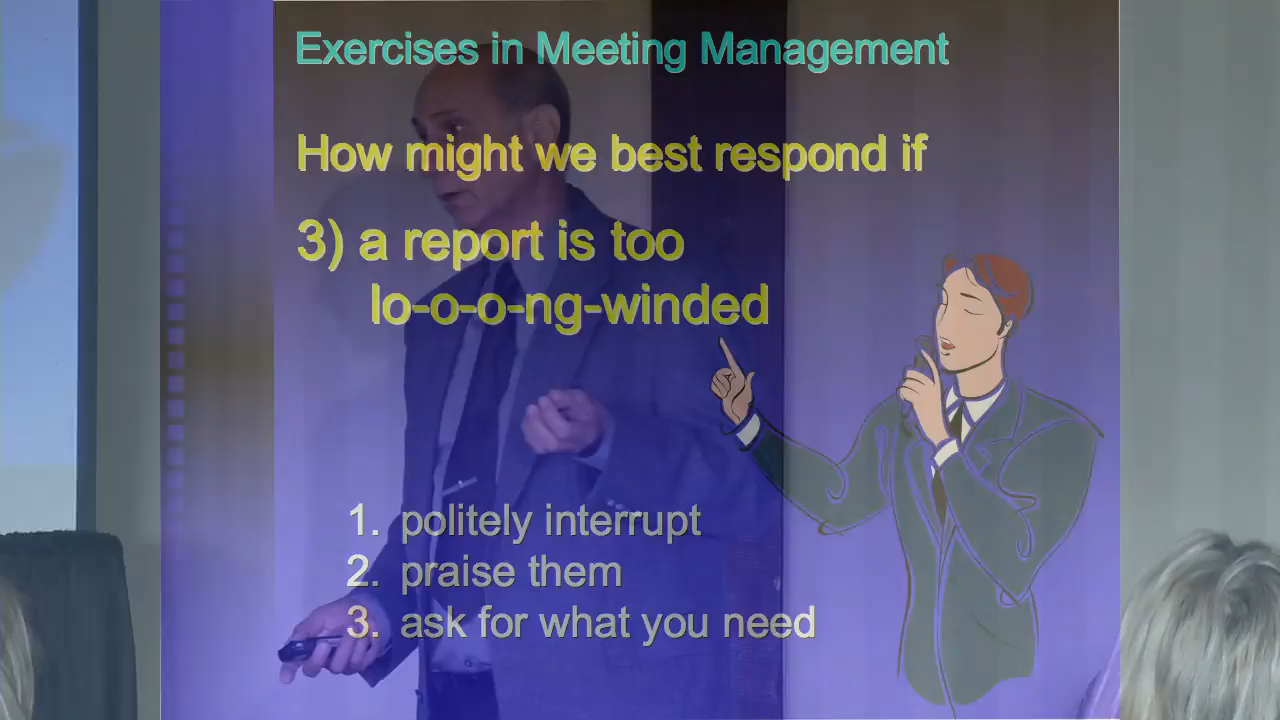 Exercises in Meeting Management
How might we best respond if
3) a report is too
lo-o-o-ng-winded
1. politely interrupt
2. praise them
3. ask for what you need